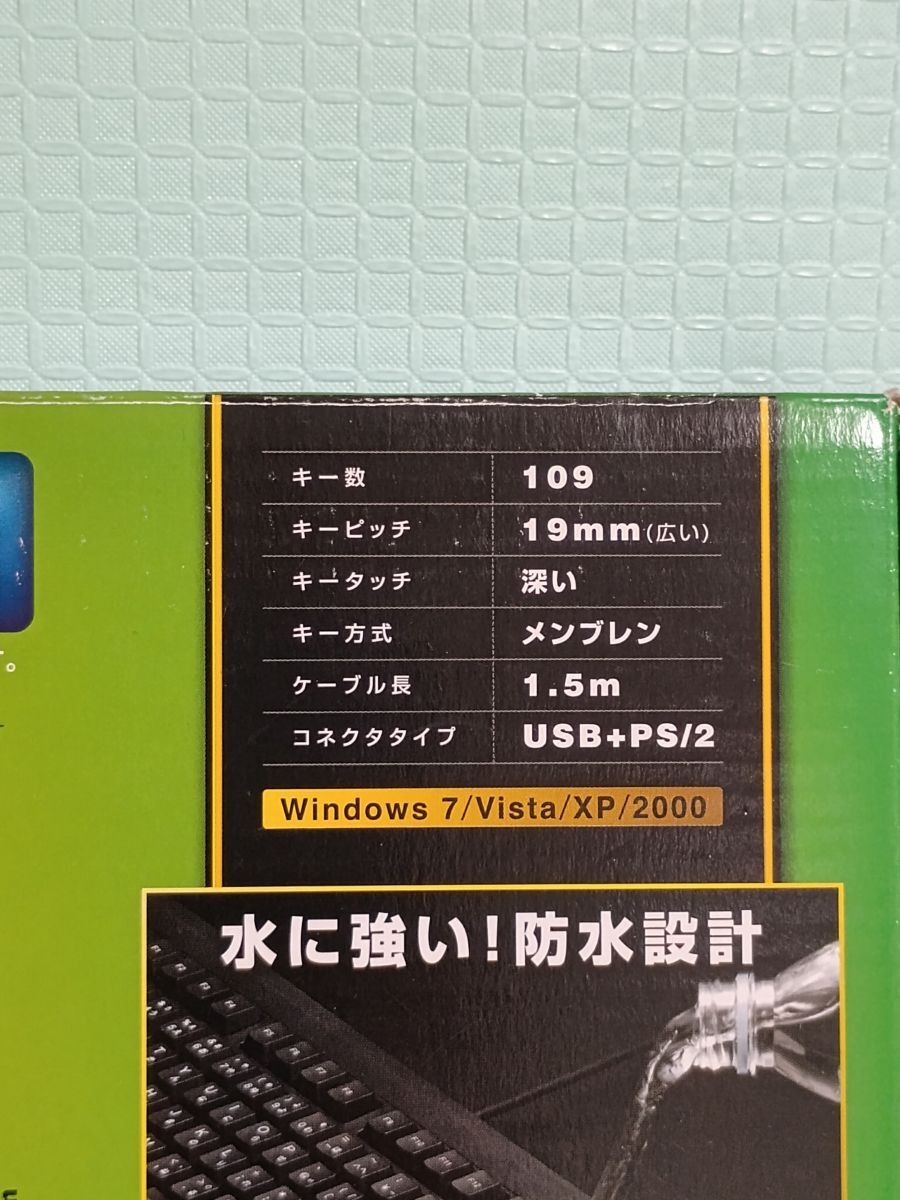 キー数 109
キーピッチ 19mm(広い)
キータッチ 深い
キー方式 メンブレン
ケーブル長 1.5m
コネクタタイプ USB+PS/2
Windows 7/Vista/XP/2000
水に強い!防水設計